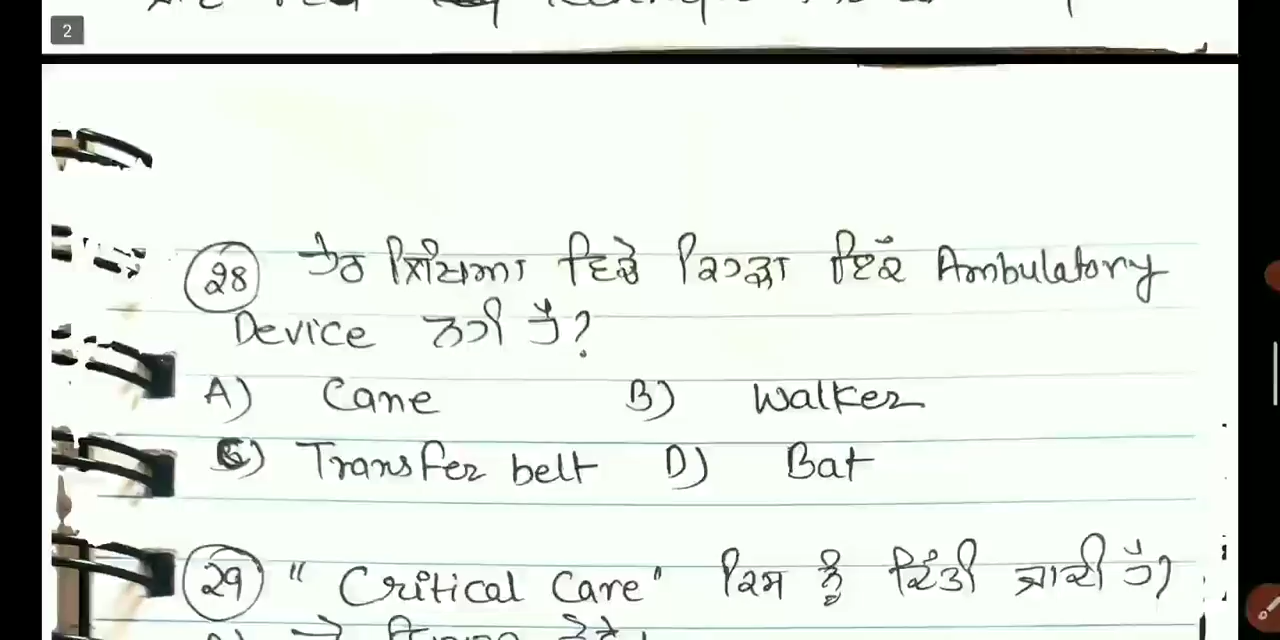 2
28 ਹੇਠ ਲਿਖਿਆ ਵਿਚੋਂ ਕਿਹੜਾ ਇੱਕ Ambulatory
Device ਨਹੀਂ ਹੈ?
A) Cane B) Walker
C) Transfer belt D) Bat
29 "Critical Care" ਕਿਸ ਨੂੰ ਦਿੱਤੀ ਜਾਂਦੀ ਹੈ?